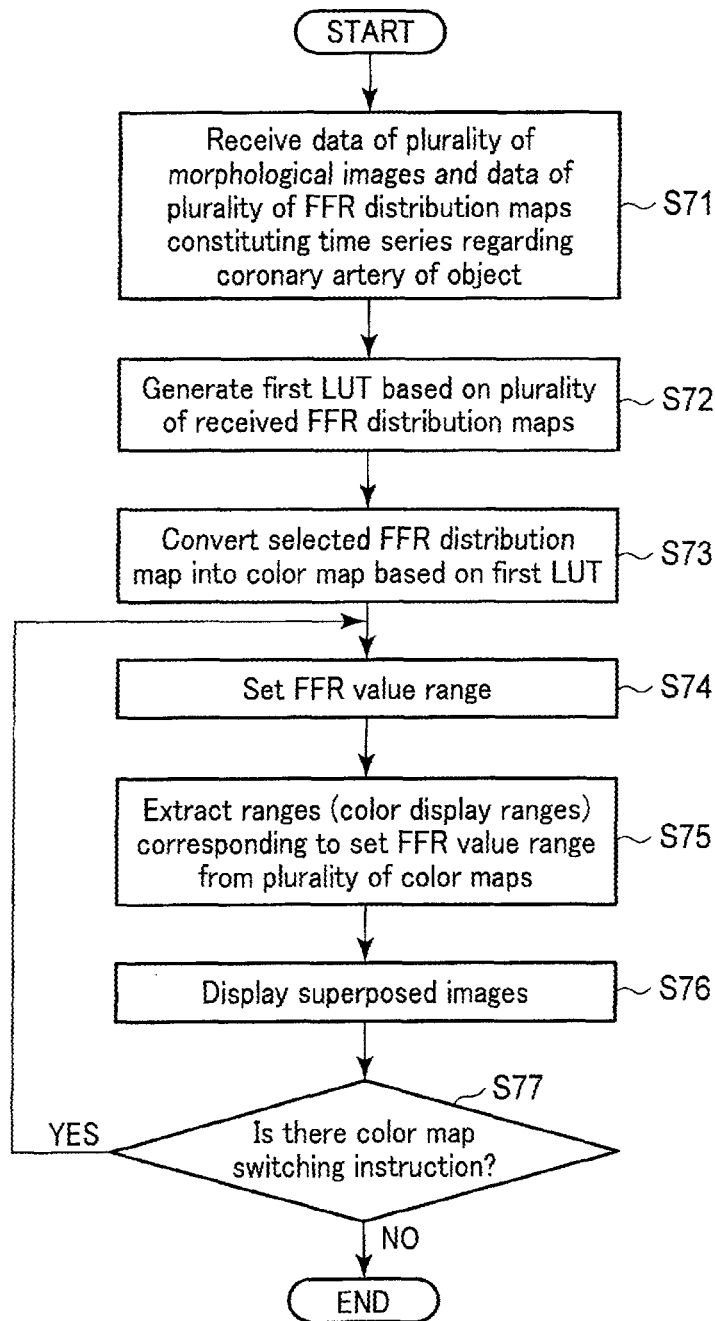 START
Receive data of plurality of
morphological images and data of
plurality of FFR distribution maps
constituting time series regarding
coronary artery of object
S71
Generate first LUT based on plurality
of received FFR distribution maps
S72
Convert selected FFR distribution
map into color map based on first LUT
S73
Set FFR value range
S74
Extract ranges (color display ranges)
corresponding to set FFR value range
from plurality of color maps
S75
Display superposed images
S76
S77
YES
Is there color map
switching instruction?
NO
END